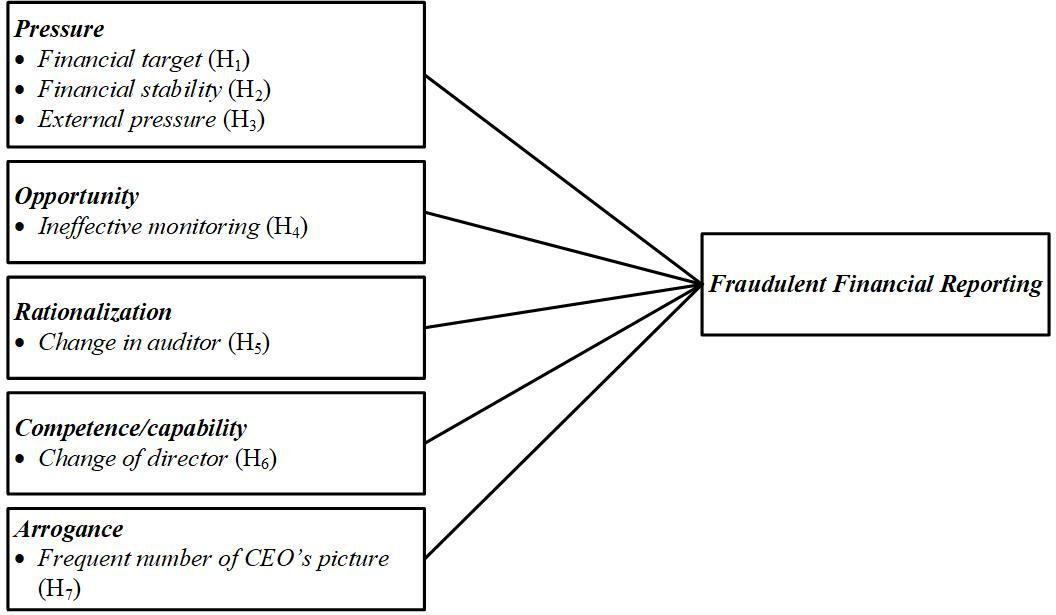 Pressure
• Financial target (H₁)
• Financial stability (H₂)
• External pressure (H₃)
Opportunity
• Ineffective monitoring (H₄)
Rationalization
• Change in auditor (H₅)
Competence/capability
• Change of director (H₆)
Arrogance
• Frequent number of CEO’s picture
(H₇)
Fraudulent Financial Reporting